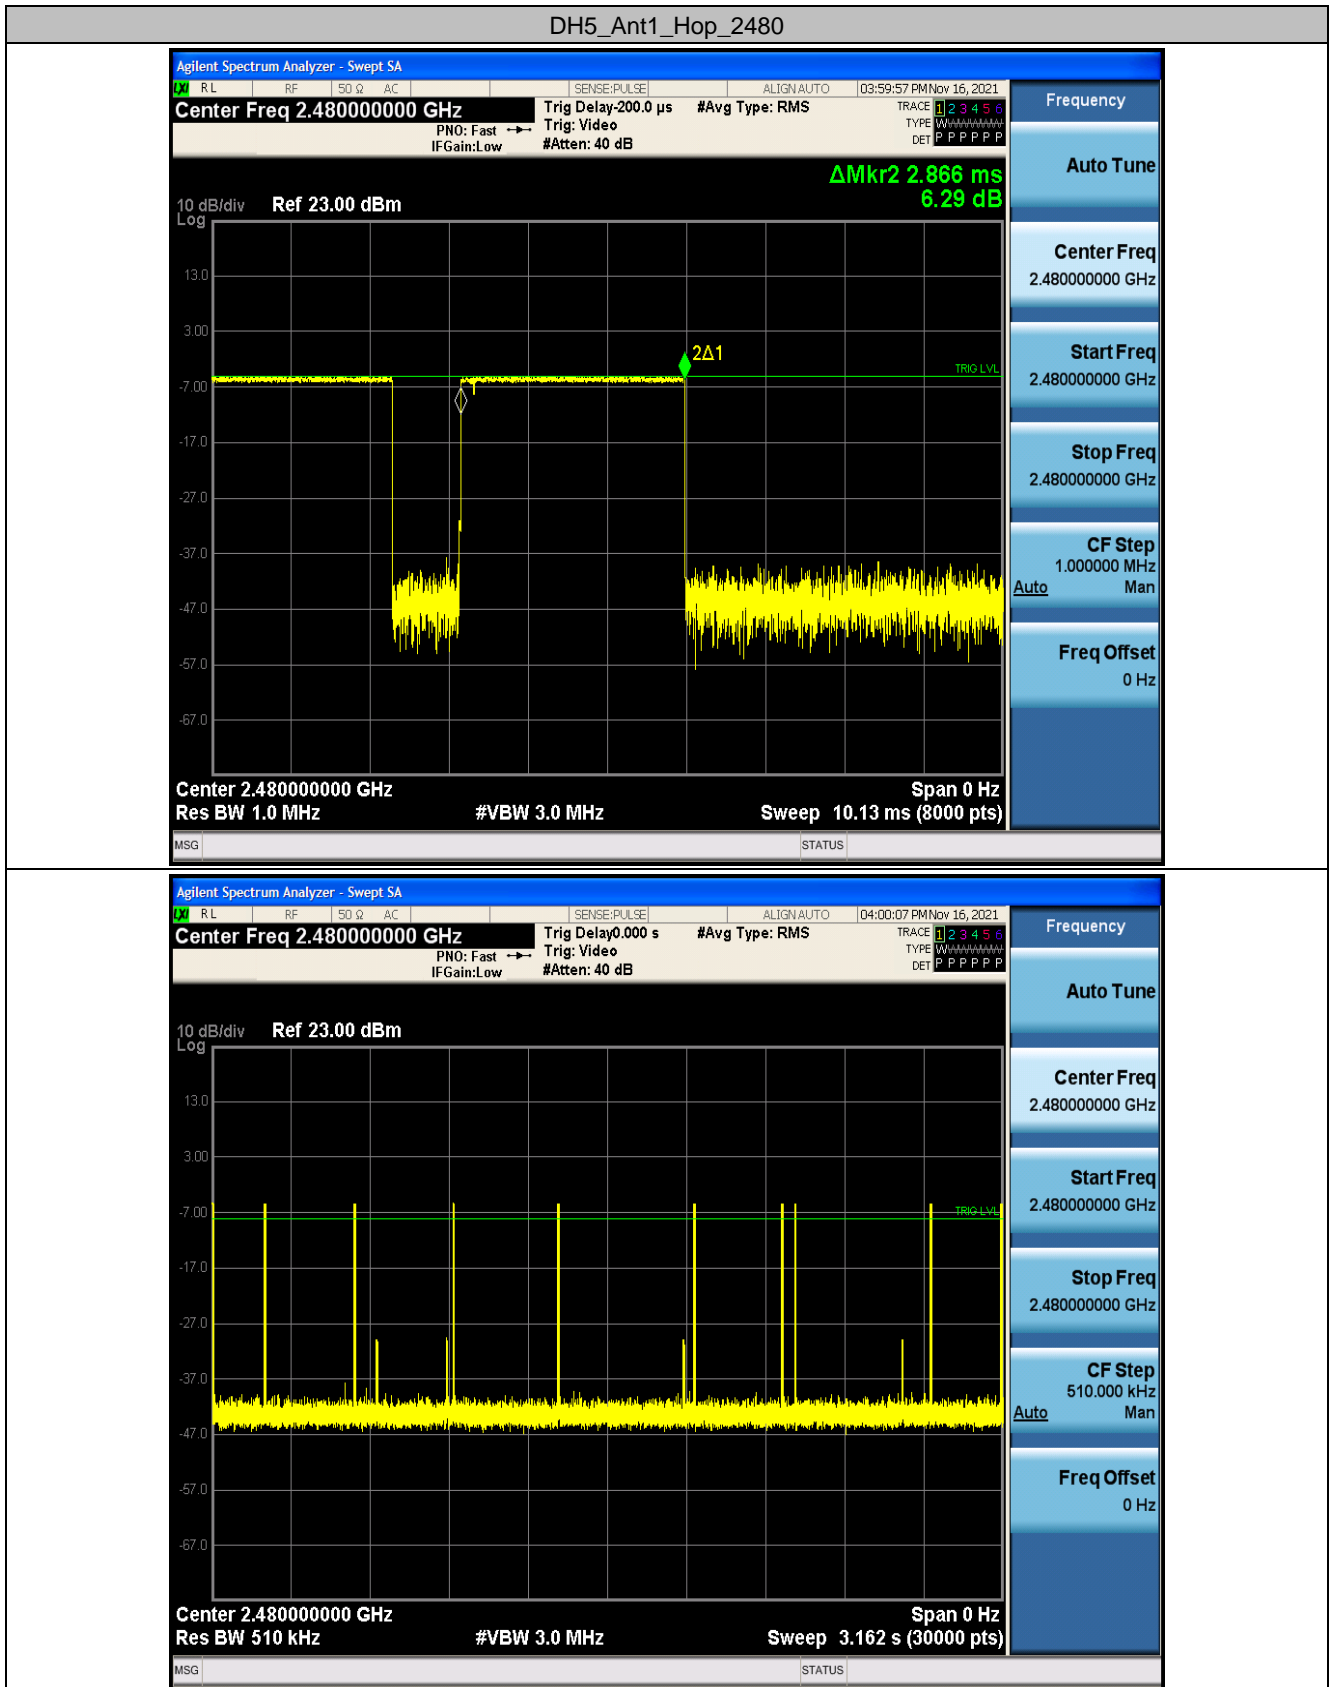 DH5_Ant1_Hop_2480
Agilent Spectrum Analyzer - Swept SA
LXI RL RF 50 Ω AC SENSE:PULSE ALIGN AUTO 03:59:57 PM Nov 16, 2021
Center Freq 2.480000000 GHz
PNO: Fast
IFGain:Low
Trig Delay-200.0 µs
Trig: Video
#Atten: 40 dB
#Avg Type: RMS
TRACE 1 2 3 4 5 6
TYPE WWWWWW
DET P P P P P P
ΔMkr2 2.866 ms
6.29 dB
10 dB/div Ref 23.00 dBm
Log
13.0
3.00
2Δ1
TRIG LVL
-7.00
-17.0
-27.0
-37.0
-47.0
-57.0
-67.0
Center 2.480000000 GHz Span 0 Hz
Res BW 1.0 MHz #VBW 3.0 MHz Sweep 10.13 ms (8000 pts)
MSG STATUS
Frequency
Auto Tune
Center Freq
2.480000000 GHz
Start Freq
2.480000000 GHz
Stop Freq
2.480000000 GHz
CF Step
1.000000 MHz
Auto Man
Freq Offset
0 Hz
Agilent Spectrum Analyzer - Swept SA
LXI RL RF 50 Ω AC SENSE:PULSE ALIGN AUTO 04:00:07 PM Nov 16, 2021
Center Freq 2.480000000 GHz
PNO: Fast
IFGain:Low
Trig Delay0.000 s
Trig: Video
#Atten: 40 dB
#Avg Type: RMS
TRACE 1 2 3 4 5 6
TYPE WWWWWW
DET P P P P P P
10 dB/div Ref 23.00 dBm
Log
13.0
3.00
-7.00
TRIG LVL
-17.0
-27.0
-37.0
-47.0
-57.0
-67.0
Center 2.480000000 GHz Span 0 Hz
Res BW 510 kHz #VBW 3.0 MHz Sweep 3.162 s (30000 pts)
MSG STATUS
Frequency
Auto Tune
Center Freq
2.480000000 GHz
Start Freq
2.480000000 GHz
Stop Freq
2.480000000 GHz
CF Step
510.000 kHz
Auto Man
Freq Offset
0 Hz